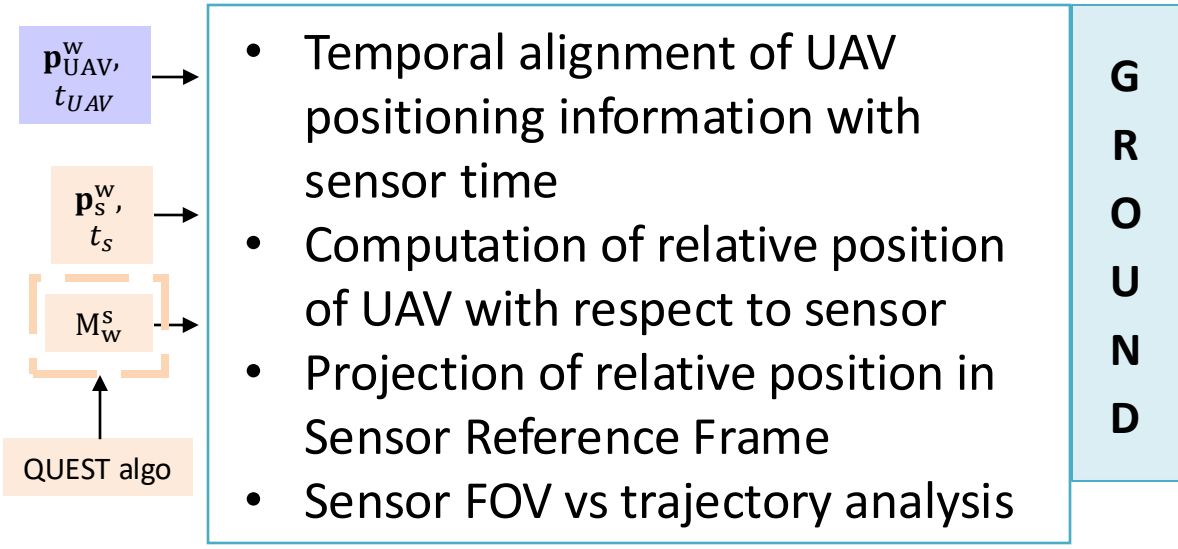 p^w_UAV,
t_UAV
p^w_s,
t_s
M^s_w
QUEST algo
• Temporal alignment of UAV
positioning information with
sensor time
• Computation of relative position
of UAV with respect to sensor
• Projection of relative position in
Sensor Reference Frame
• Sensor FOV vs trajectory analysis
G
R
O
U
N
D